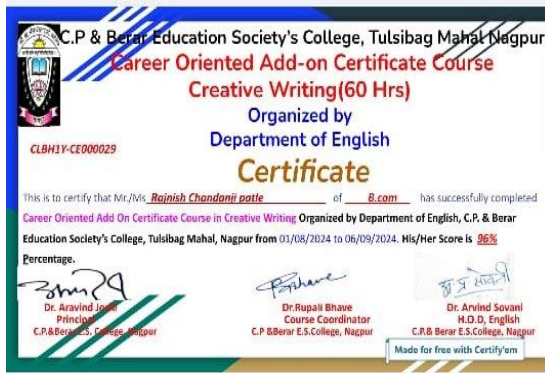 C.P & Berar Education Society's College, Tulsibag Mahal Nagpur
Career Oriented Add-on Certificate Course
Creative Writing(60 Hrs)
Organized by
Department of English
CLBH1Y-CE000029
Certificate
This is to certify that Mr./Ms Rajnish Chandanji patle of B.com has successfully completed
Career Oriented Add On Certificate Course in Creative Writing Organized by Department of English, C.P. & Berar
Education Society's College, Tulsibag Mahal, Nagpur from 01/08/2024 to 06/09/2024. His/Her Score is 96%
Percentage.
Dr. Aravind Joshi
Principal
C.P.&Berar E.S. College, Nagpur
Dr.Rupali Bhave
Course Coordinator
C.P &Berar E.S.College, Nagpur
Dr. Arvind Sovani
H.O.D, English
C.P.& Berar E.S.College, Nagpur
Made for free with Certify'em